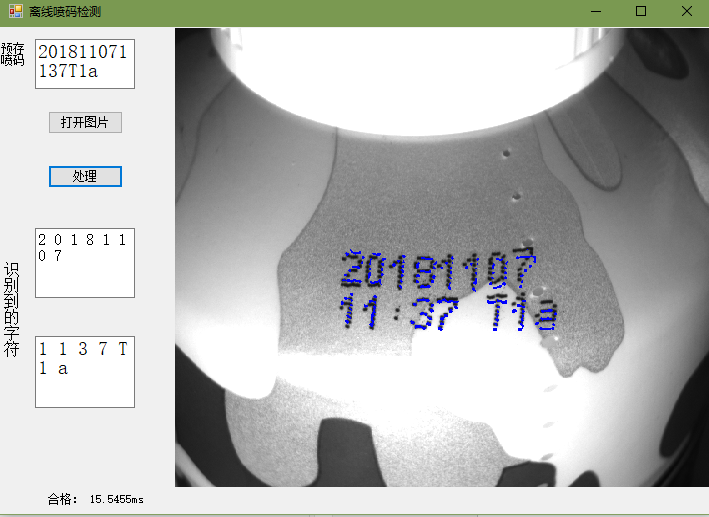 离线喷码检测
预存
喷码
201811071
137T1a
打开图片
处理
识别到的字符
2 0 1 8 1 1
0 7
1 1 3 7 T
1 a
20181107
11:37 T1a
合格: 15.5455ms